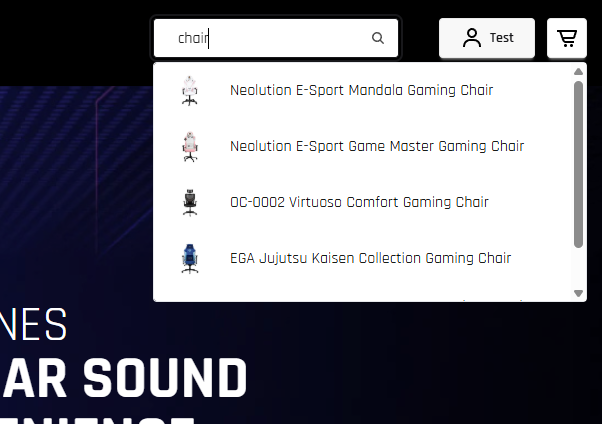 chair
Test
Neolution E-Sport Mandala Gaming Chair
Neolution E-Sport Game Master Gaming Chair
OC-0002 Virtuoso Comfort Gaming Chair
EGA Jujutsu Kaisen Collection Gaming Chair
NES
AR SOUND